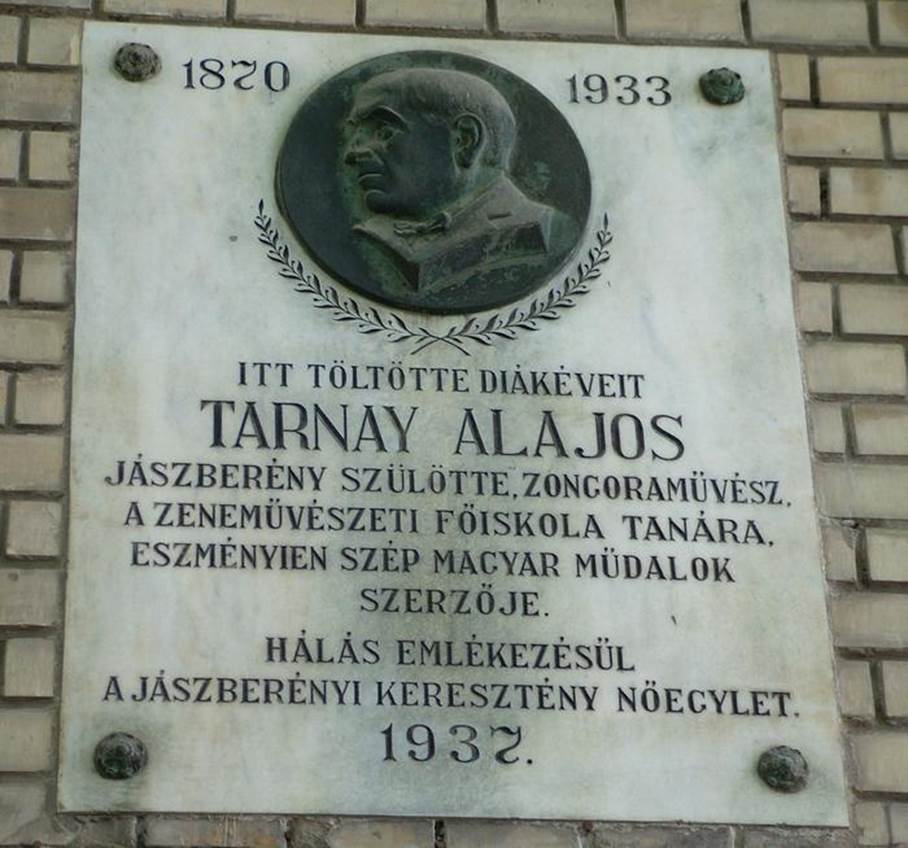 1870 1933
ITT TÖLTÖTTE DIÁKÉVEIT
TARNAY ALAJOS
JÁSZBERÉNY SZÜLÖTTE, ZONGORAMŰVÉSZ,
A ZENEMŰVÉSZETI FŐISKOLA TANÁRA,
ESZMÉNYIEN SZÉP MAGYAR MŰDALOK
SZERZŐJE.
HÁLÁS EMLÉKEZÉSÜL
A JÁSZBERÉNYI KERESZTÉNY NŐEGYLET.
1937.